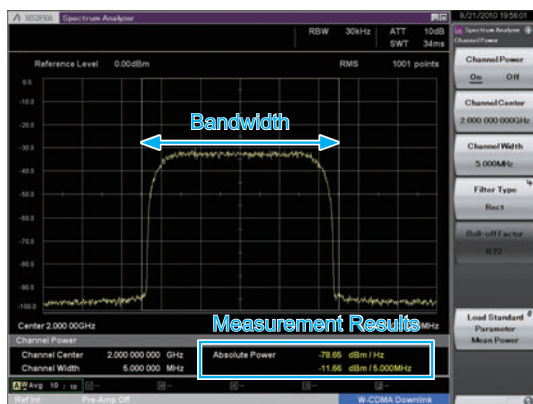 MS2690A Spectrum Analyzer
9/21/2010 19:56:01
RBW 30kHz ATT 10dB
SWT 34ms
Reference Level 0.00dBm RMS 1001 points
0.0
-10.0
-20.0
-30.0
-40.0
-50.0
-60.0
-70.0
-80.0
-90.0
-100.0
Bandwidth
Center 2.000 00GHz
Measurement Results
MHz
Channel Power
Channel Center 2.000 000 000 GHz
Channel Width 5.000 000 MHz
Absolute Power -78.65 dBm / Hz
-11.66 dBm / 5.000MHz
Avg 10 / 10
Ref.Int Pre-Amp Off W-CDMA Downlink
Spectrum Analyzer
Channel Power
Channel Power
On Off
Channel Center
2.000 000 000GHz
Channel Width
5.000MHz
Filter Type
Rect
Roll-off Factor
0.22
Load Standard
Parameter
Mean Power